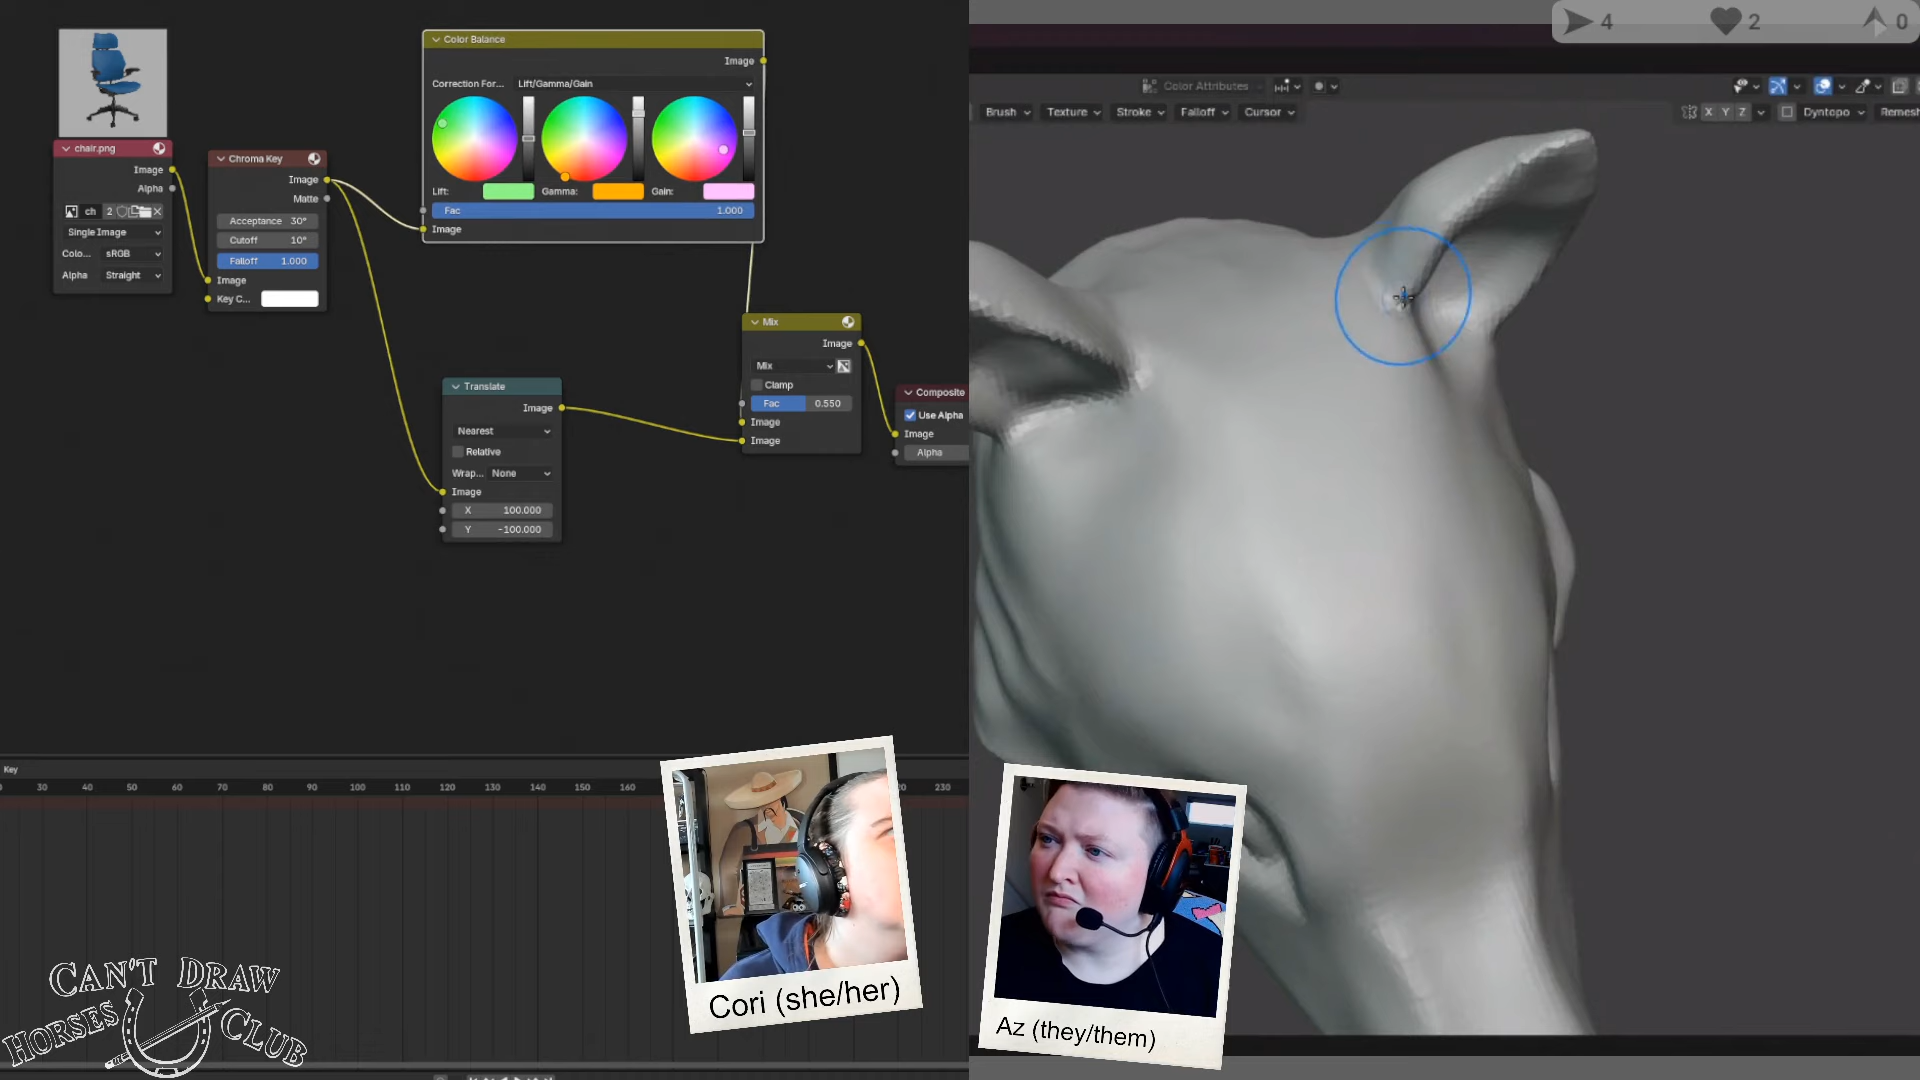 4
2
0
Color Balance
Image
Correction For...
Lift/Gamma/Gain
Lift:
Gamma:
Gain:
Fac
1.000
Image
chair.png
Image
Alpha
ch
2
Single Image
Colo...
sRGB
Alpha
Straight
Chroma Key
Image
Matte
Acceptance 30°
Cutoff 10°
Falloff 1.000
Image
Key C...
Translate
Image
Nearest
Relative
Wrap...
None
Image
X 100.000
Y -100.000
Mix
Image
Mix
Clamp
Fac 0.550
Image
Image
Composite
Use Alpha
Image
Alpha
Color Attributes
Brush
Texture
Stroke
Falloff
Cursor
X Y Z
Dyntopo
Remesh
Key
30 40 50 60 70 80 90 100 110 120 130 140 150 160 230
CAN'T DRAW
HORSES
CLUB
Cori (she/her)
Az (they/them)